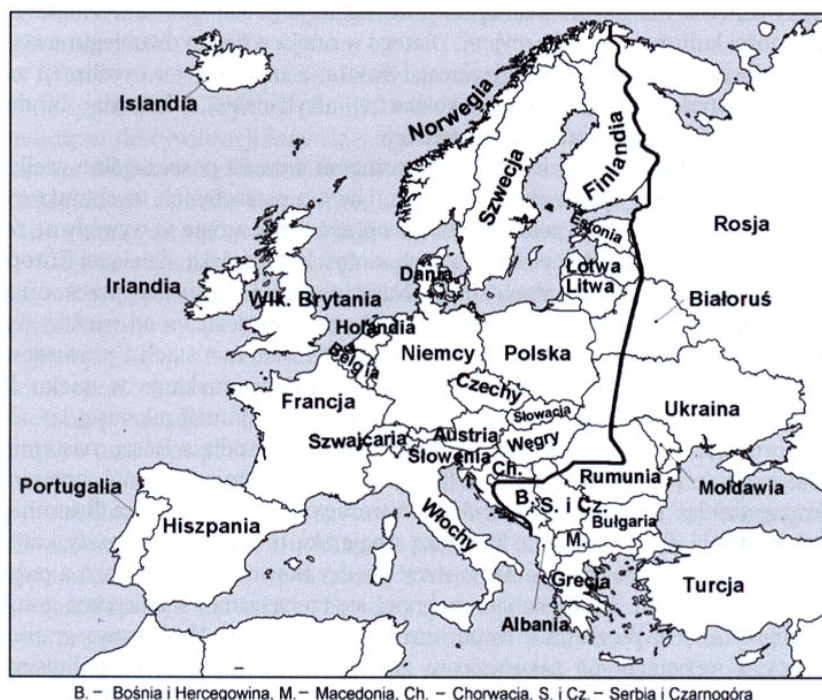 Islandia
Norwegia
Szwecja
Finlandia
Estonia
Rosja
Łotwa
Litwa
Dania
Irlandia
Wlk. Brytania
Białoruś
Holandia
Belgia
Niemcy
Polska
Czechy
Słowacja
Ukraina
Francja
Szwajcaria
Austria
Węgry
Słowenia
Ch.
Rumunia
Mołdawia
Portugalia
Hiszpania
Włochy
B.
S. i Cz.
Bułgaria
M.
Grecja
Turcja
Albania
B. – Bośnia i Hercegowina, M. – Macedonia, Ch. – Chorwacja, S. i Cz. – Serbia i Czarnogóra